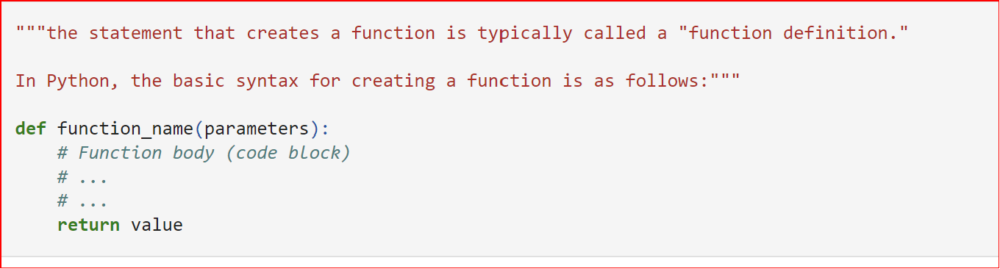 """the statement that creates a function is typically called a "function definition."
In Python, the basic syntax for creating a function is as follows:"""
def function_name(parameters):
    # Function body (code block)
    # ...
    # ...
    return value